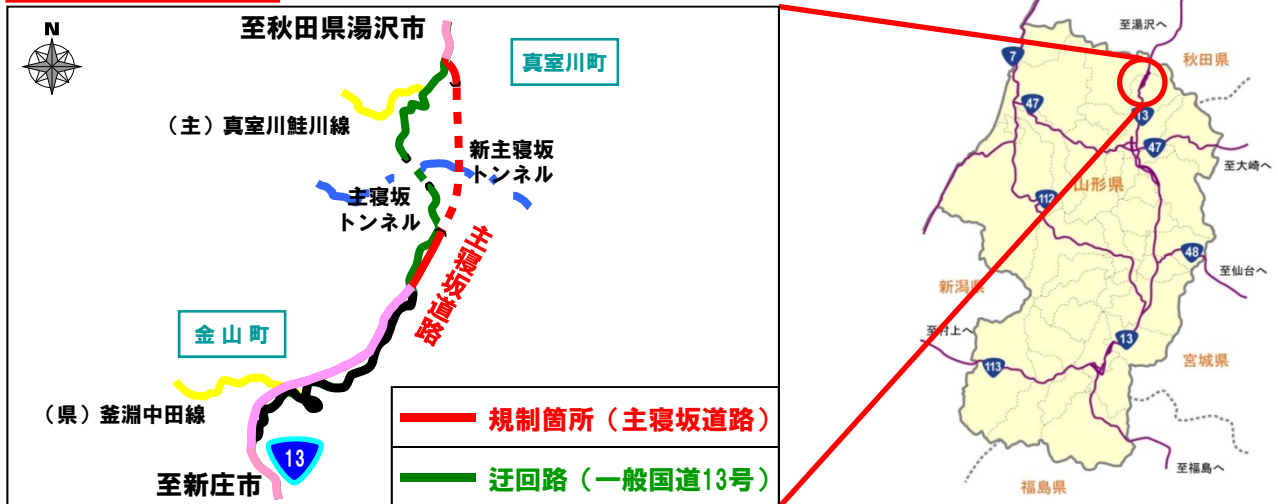 N
至秋田県湯沢市
真室川町
(主)真室川鮭川線
新主寝坂
トンネル
主寝坂
トンネル
主寝坂道路
金山町
(県)釜淵中田線
13
至新庄市
規制箇所(主寝坂道路)
迂回路(一般国道13号)
至湯沢へ
秋田県
7
47
13
47
至大崎へ
山形県
112
48
至仙台へ
新潟県
至村上へ
13
宮城県
113
至福島へ
福島県